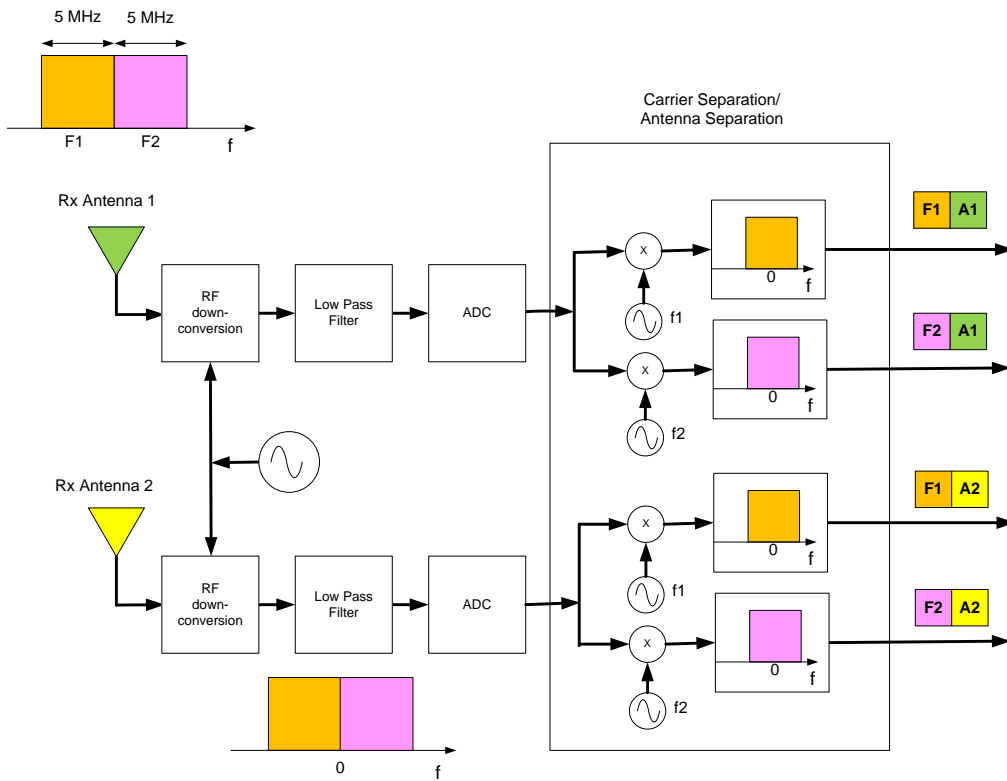 5 MHz 5 MHz
F1 F2 f
Carrier Separation/
Antenna Separation
Rx Antenna 1
RF
down-
conversion
Low Pass
Filter
ADC
X
f1
0
f
F1 A1
X
f2
0
f
F2 A1
Rx Antenna 2
RF
down-
conversion
Low Pass
Filter
ADC
X
f1
0
f
F1 A2
X
f2
0
f
F2 A2
0 f